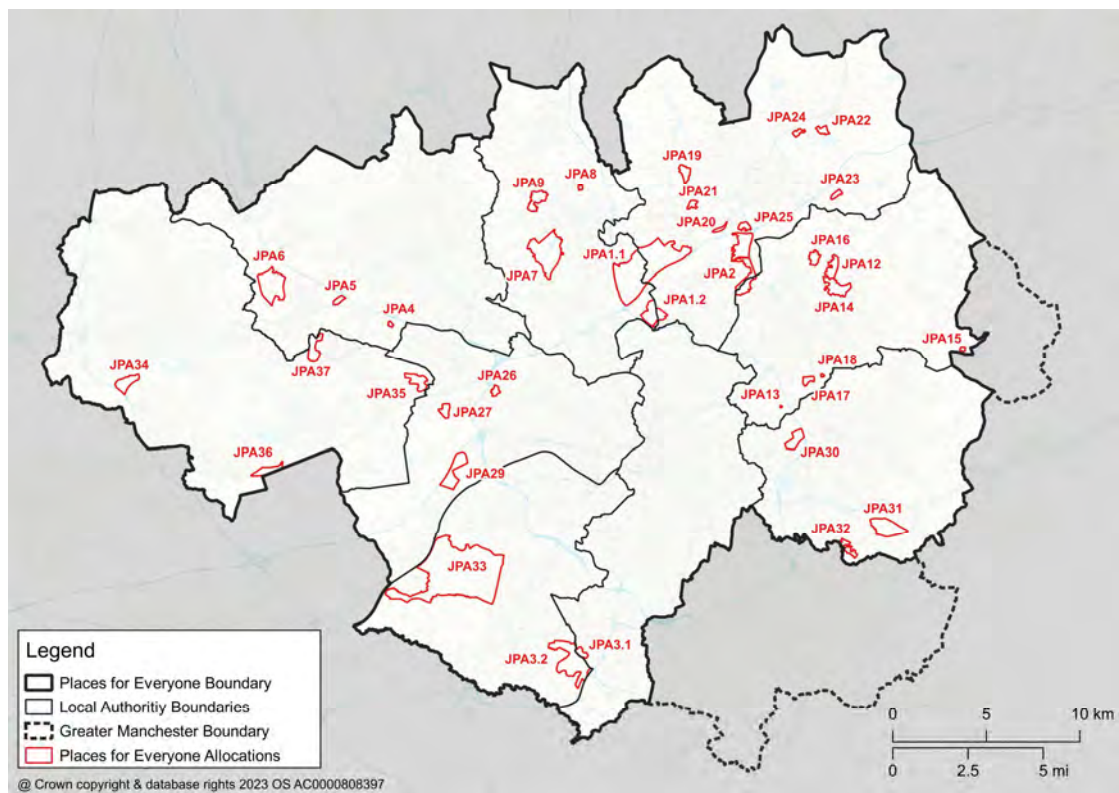 JPA24
JPA22
JPA19
JPA8
JPA9
JPA21
JPA23
JPA20
JPA25
JPA6
JPA7
JPA1.1
JPA2
JPA16
JPA12
JPA5
JPA4
JPA1.2
JPA14
JPA15
JPA34
JPA37
JPA35
JPA26
JPA18
JPA13
JPA17
JPA27
JPA30
JPA36
JPA29
JPA31
JPA32
JPA33
JPA3.2
JPA3.1
Legend
Places for Everyone Boundary
Local Authoritiy Boundaries
Greater Manchester Boundary
Places for Everyone Allocations
0 5 10 km
0 2.5 5 mi
@ Crown copyright & database rights 2023 OS AC0000808397